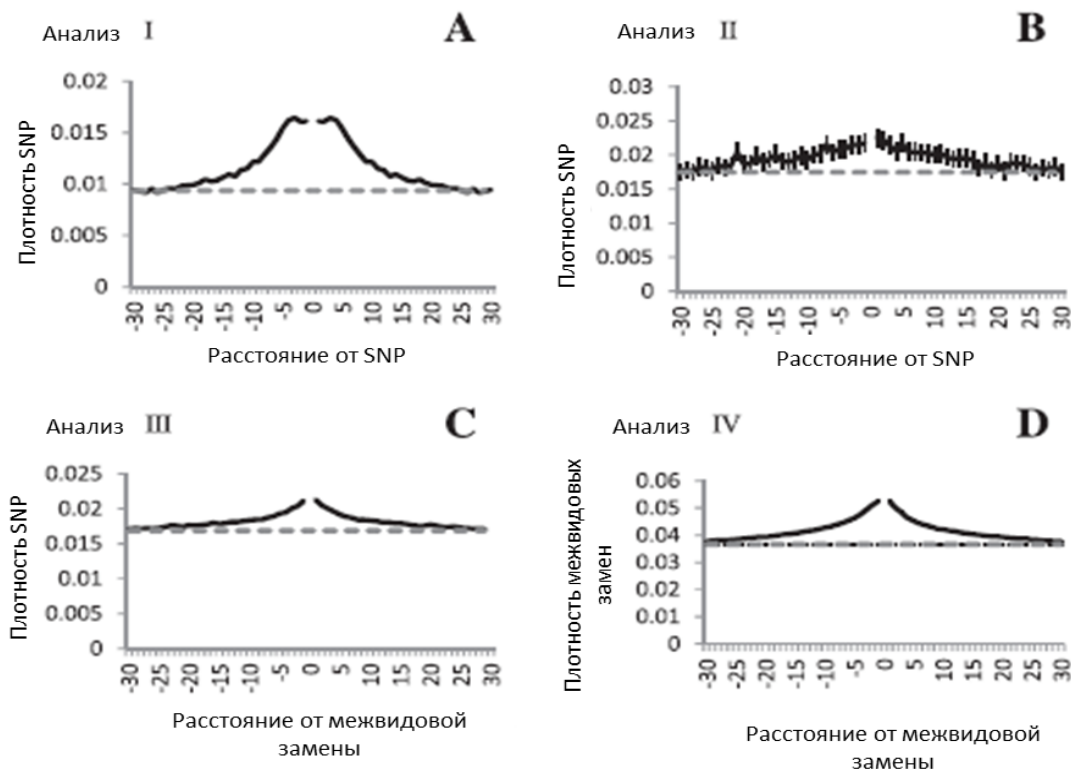 Анализ I A
Плотность SNP
0.02
0.015
0.01
0.005
0
-30 -25 -20 -15 -10 -5 0 5 10 15 20 25 30
Расстояние от SNP
Анализ II B
Плотность SNP
0.03
0.025
0.02
0.015
0.01
0.005
0
-30 -25 -20 -15 -10 -5 0 5 10 15 20 25 30
Расстояние от SNP
Анализ III C
Плотность SNP
0.025
0.02
0.015
0.01
0.005
0
-30 -25 -20 -15 -10 -5 0 5 10 15 20 25 30
Расстояние от межвидовой
замены
Анализ IV D
Плотность межвидовых
замен
0.06
0.05
0.04
0.03
0.02
0.01
0
-30 -25 -20 -15 -10 -5 0 5 10 15 20 25 30
Расстояние от межвидовой
замены